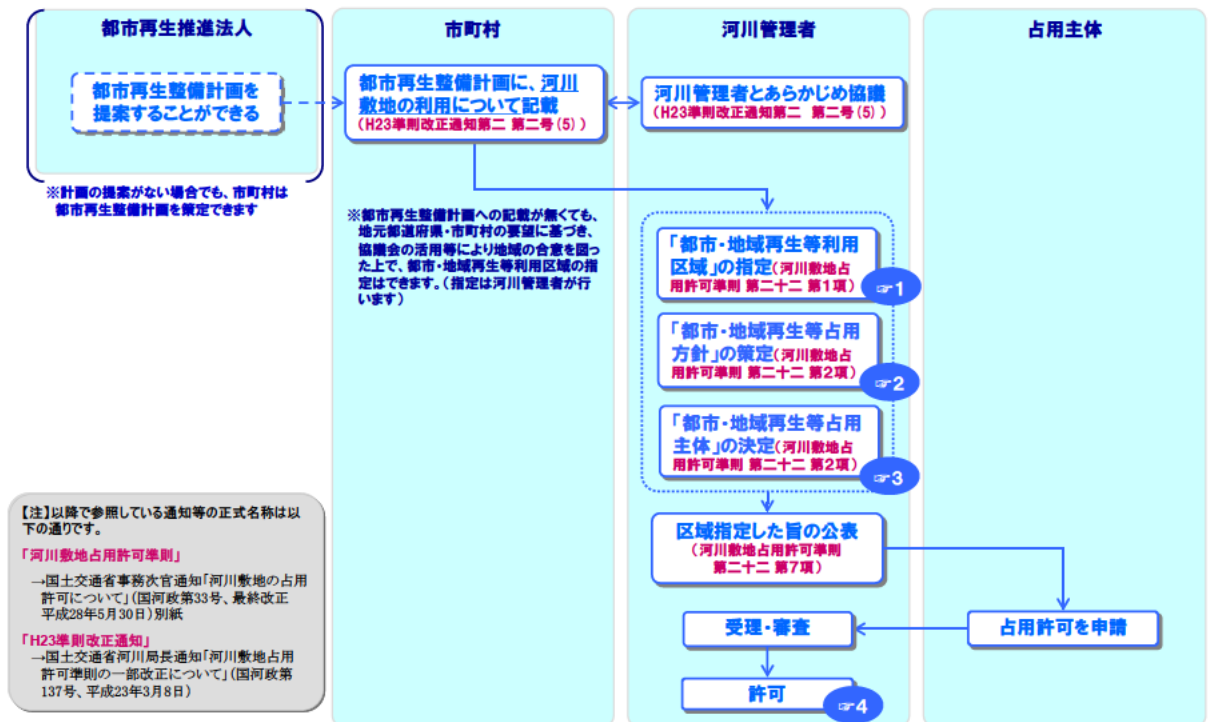 都市再生推進法人
都市再生整備計画を
提案することができる
※計画の提案がない場合でも、市町村は
都市再生整備計画を策定できます
市町村
都市再生整備計画に、河川
敷地の利用について記載
(H23準則改正通知第二 第二号(5))
※都市再生整備計画への記載が無くても、
地元都道府県・市町村の要望に基づき、
協議会の活用等により地域の合意を図っ
た上で、都市・地域再生等利用区域の指
定はできます。(指定は河川管理者が行
います)
河川管理者
河川管理者とあらかじめ協議
(H23準則改正通知第二 第二号(5))
「都市・地域再生等利用
区域」の指定(河川敷地占
用許可準則 第二十二 第1項)
☞1
「都市・地域再生等占用
方針」の策定(河川敷地占
用許可準則 第二十二 第2項)
☞2
「都市・地域再生等占用
主体」の決定(河川敷地占
用許可準則 第二十二 第2項)
☞3
区域指定した旨の公表
(河川敷地占用許可準則
第二十二 第7項)
受理・審査
許可
☞4
占用主体
占用許可を申請
【注】以降で参照している通知等の正式名称は以
下の通りです。
「河川敷地占用許可準則」
→国土交通省事務次官通知「河川敷地の占用
許可について」(国河政第33号、最終改正
平成28年5月30日)別紙
「H23準則改正通知」
→国土交通省河川局長通知「河川敷地占用
許可準則の一部改正について」(国河政第
137号、平成23年3月8日)